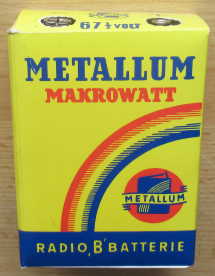 67½ VOLT
METALLUM
MAKROWATT
METALLUM
RADIO „B" BATTERIE